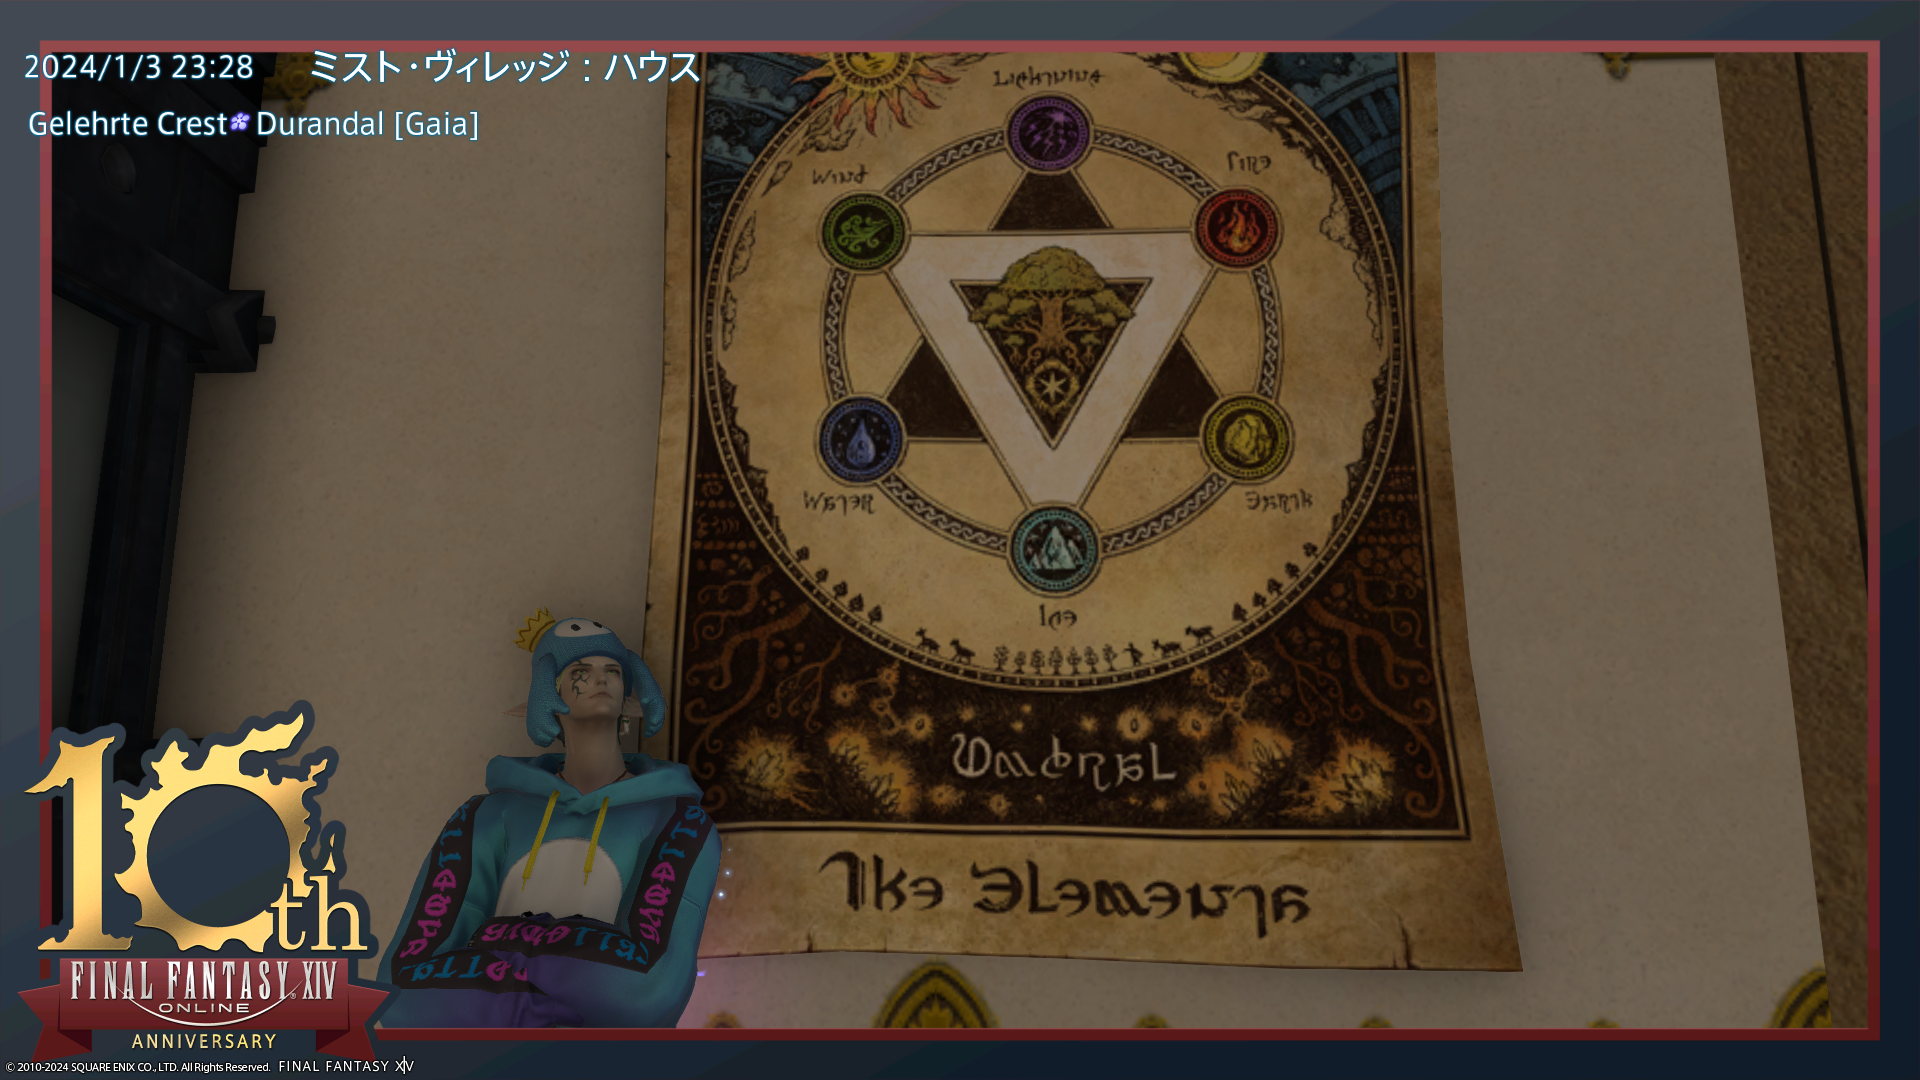 2024/1/3 23:28 ミスト・ヴィレッジ：ハウス
Gelehrte Crest Durandal [Gaia]
Lightning
Fire
Wind
Water
Earth
Ice
Umbral
The Elements
10th
FINAL FANTASY XIV
ONLINE
ANNIVERSARY
© 2010-2024 SQUARE ENIX CO., LTD. All Rights Reserved. FINAL FANTASY XIV